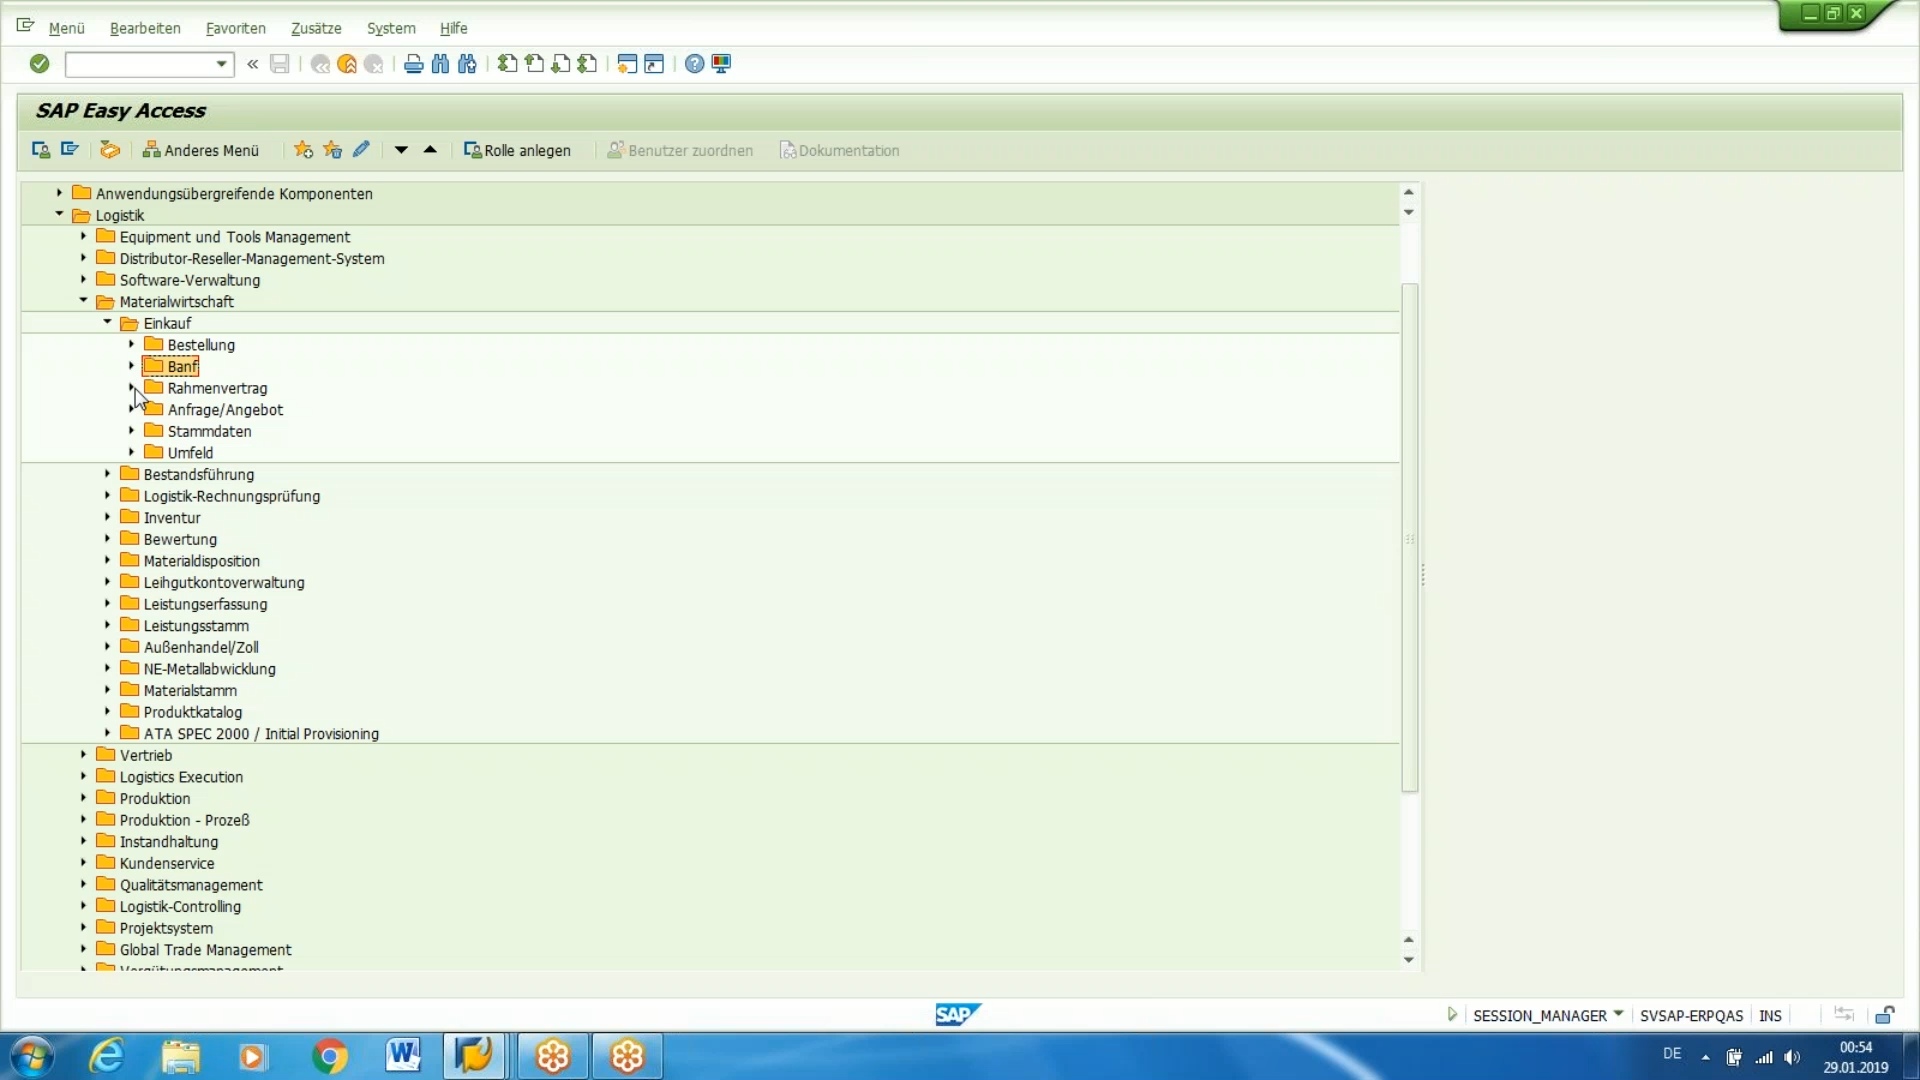 Menü Bearbeiten Favoriten Zusätze System Hilfe
SAP Easy Access
Anderes Menü Rolle anlegen Benutzer zuordnen Dokumentation
Anwendungsübergreifende Komponenten
Logistik
Equipment und Tools Management
Distributor-Reseller-Management-System
Software-Verwaltung
Materialwirtschaft
Einkauf
Bestellung
Banf
Rahmenvertrag
Anfrage/Angebot
Stammdaten
Umfeld
Bestandsführung
Logistik-Rechnungsprüfung
Inventur
Bewertung
Materialdisposition
Leihgutkontoverwaltung
Leistungserfassung
Leistungsstamm
Außenhandel/Zoll
NE-Metallabwicklung
Materialstamm
Produktkatalog
ATA SPEC 2000 / Initial Provisioning
Vertrieb
Logistics Execution
Produktion
Produktion - Prozeß
Instandhaltung
Kundenservice
Qualitätsmanagement
Logistik-Controlling
Projektsystem
Global Trade Management
Vergütungsmanagement
SAP SESSION_MANAGER SVSAP-ERPQAS INS
DE 00:54
29.01.2019